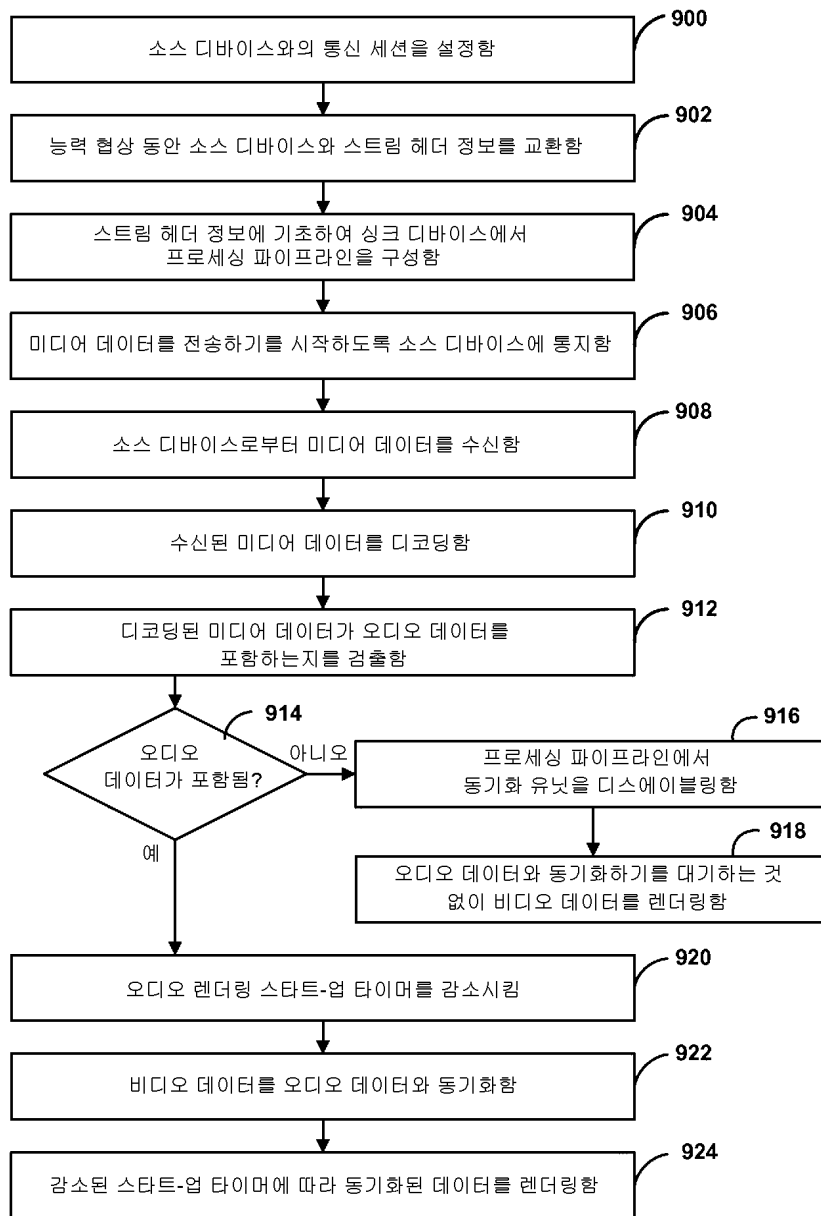 900
소스 디바이스와의 통신 세션을 설정함
902
능력 협상 동안 소스 디바이스와 스트림 헤더 정보를 교환함
904
스트림 헤더 정보에 기초하여 싱크 디바이스에서
프로세싱 파이프라인을 구성함
906
미디어 데이터를 전송하기를 시작하도록 소스 디바이스에 통지함
908
소스 디바이스로부터 미디어 데이터를 수신함
910
수신된 미디어 데이터를 디코딩함
912
디코딩된 미디어 데이터가 오디오 데이터를
포함하는지를 검출함
914
오디오
데이터가 포함됨?
아니오
예
916
프로세싱 파이프라인에서
동기화 유닛을 디스에이블링함
918
오디오 데이터와 동기화하기를 대기하는 것
없이 비디오 데이터를 렌더링함
920
오디오 렌더링 스타트-업 타이머를 감소시킴
922
비디오 데이터를 오디오 데이터와 동기화함
924
감소된 스타트-업 타이머에 따라 동기화된 데이터를 렌더링함